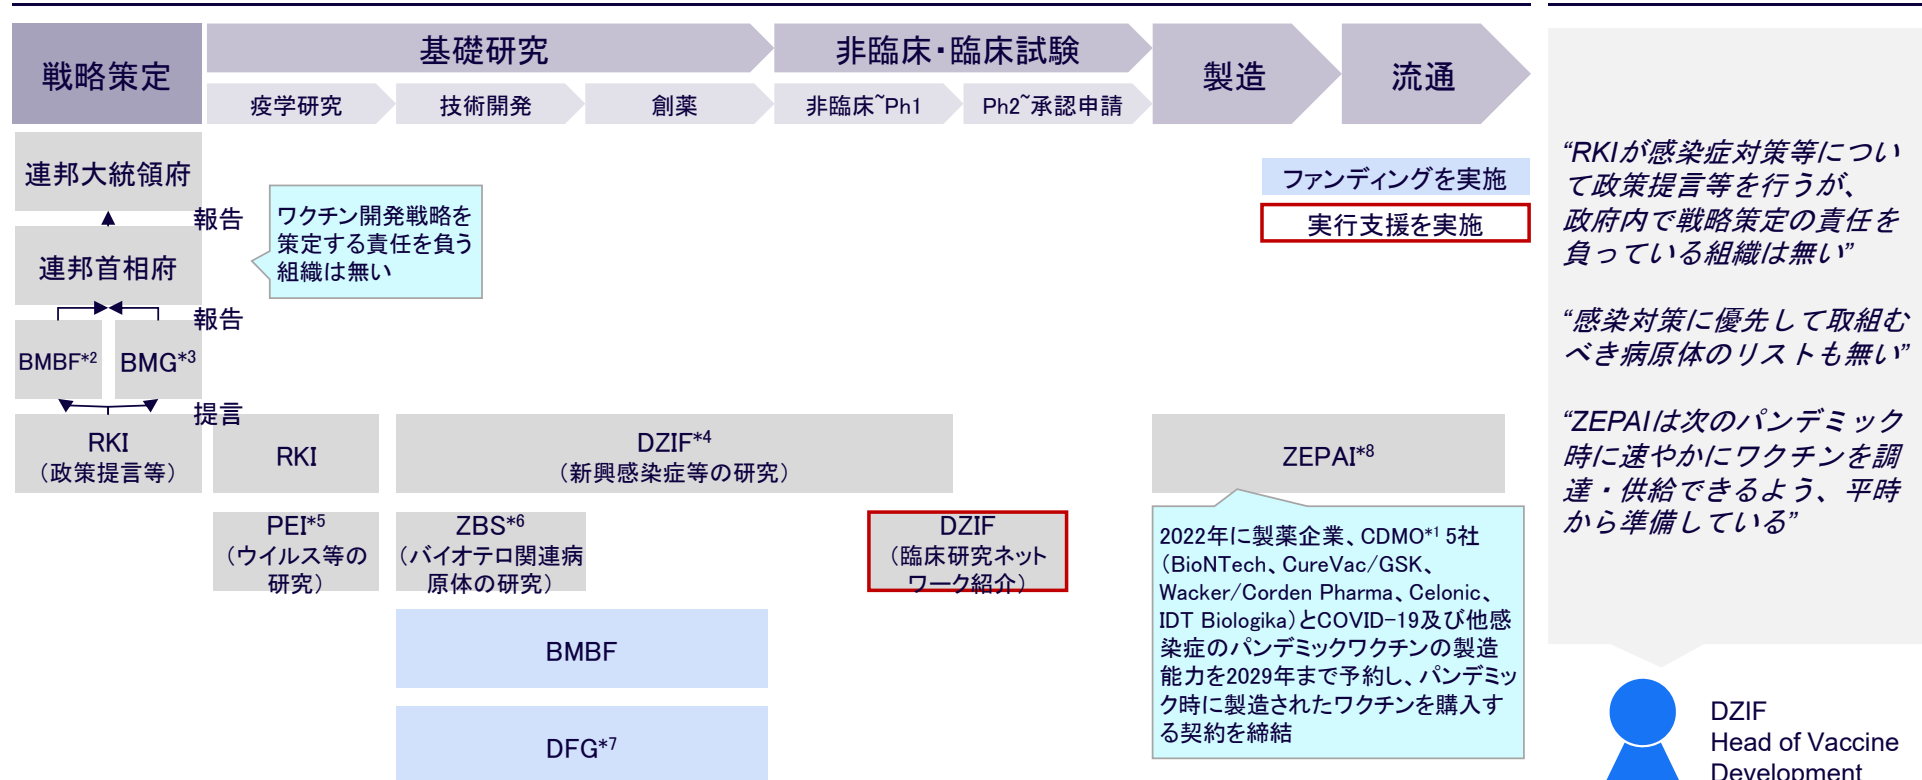 戦略策定
基礎研究
非臨床・臨床試験
製造
流通
疫学研究
技術開発
創薬
非臨床~Ph1
Ph2~承認申請
連邦大統領府
報告
連邦首相府
報告
BMBF*2
BMG*3
提言
RKI
（政策提言等）
ワクチン開発戦略を
策定する責任を負う
組織は無い
ファンディングを実施
実行支援を実施
RKI
DZIF*4
（新興感染症等の研究）
ZEPAI*8
PEI*5
（ウイルス等の
研究）
ZBS*6
（バイオテロ関連病
原体の研究）
DZIF
（臨床研究ネット
ワーク紹介）
BMBF
DFG*7
2022年に製薬企業、CDMO*1 5社
（BioNTech、CureVac/GSK、
Wacker/Corden Pharma、Celonic、
IDT Biologika）とCOVID-19及び他感
染症のパンデミックワクチンの製造
能力を2029年まで予約し、パンデミッ
ク時に製造されたワクチンを購入す
る契約を締結
“RKIが感染症対策等につい
て政策提言等を行うが、
政府内で戦略策定の責任を
負っている組織は無い”
“感染対策に優先して取組む
べき病原体のリストも無い”
“ZEPAIは次のパンデミック
時に速やかにワクチンを調
達・供給できるよう、平時
から準備している”
DZIF
Head of Vaccine
Development